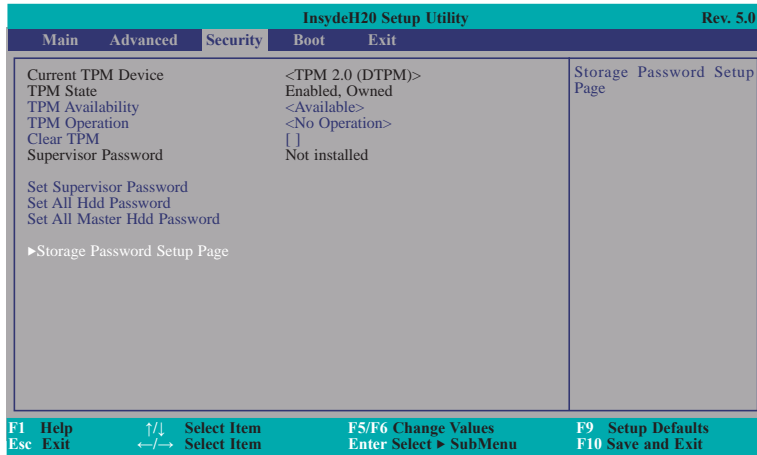 InsydeH20 Setup Utility Rev. 5.0
Main Advanced Security Boot Exit
Current TPM Device <TPM 2.0 (DTPM)>
TPM State Enabled, Owned
TPM Availability <Available>
TPM Operation <No Operation>
Clear TPM [ ]
Supervisor Password Not installed
Set Supervisor Password
Set All Hdd Password
Set All Master Hdd Password
▶Storage Password Setup Page
Storage Password Setup
Page
F1 Help ↑/↓ Select Item F5/F6 Change Values F9 Setup Defaults
Esc Exit ←/→ Select Item Enter Select ▶ SubMenu F10 Save and Exit